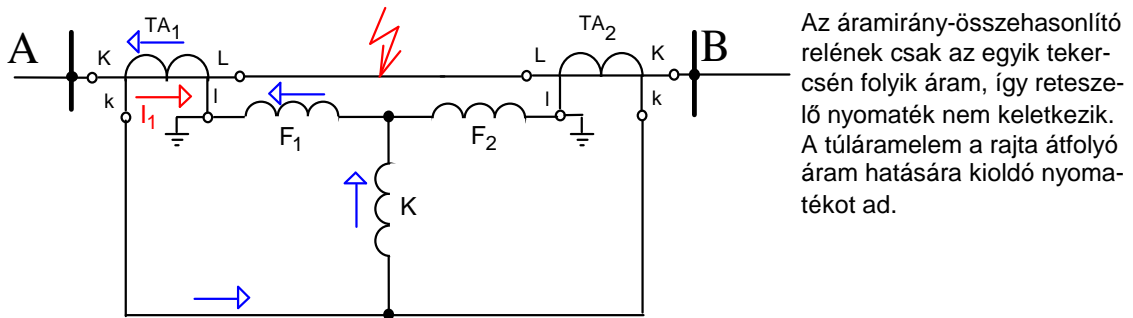 A
TA1
TA2
B
K
L
L
K
k
l
l
k
I1
F1
F2
K
Az áramirány-összehasonlító
relének csak az egyik teker-
csén folyik áram, így retesze-
lő nyomaték nem keletkezik.
A túláramelem a rajta átfolyó
áram hatására kioldó nyoma-
tékot ad.